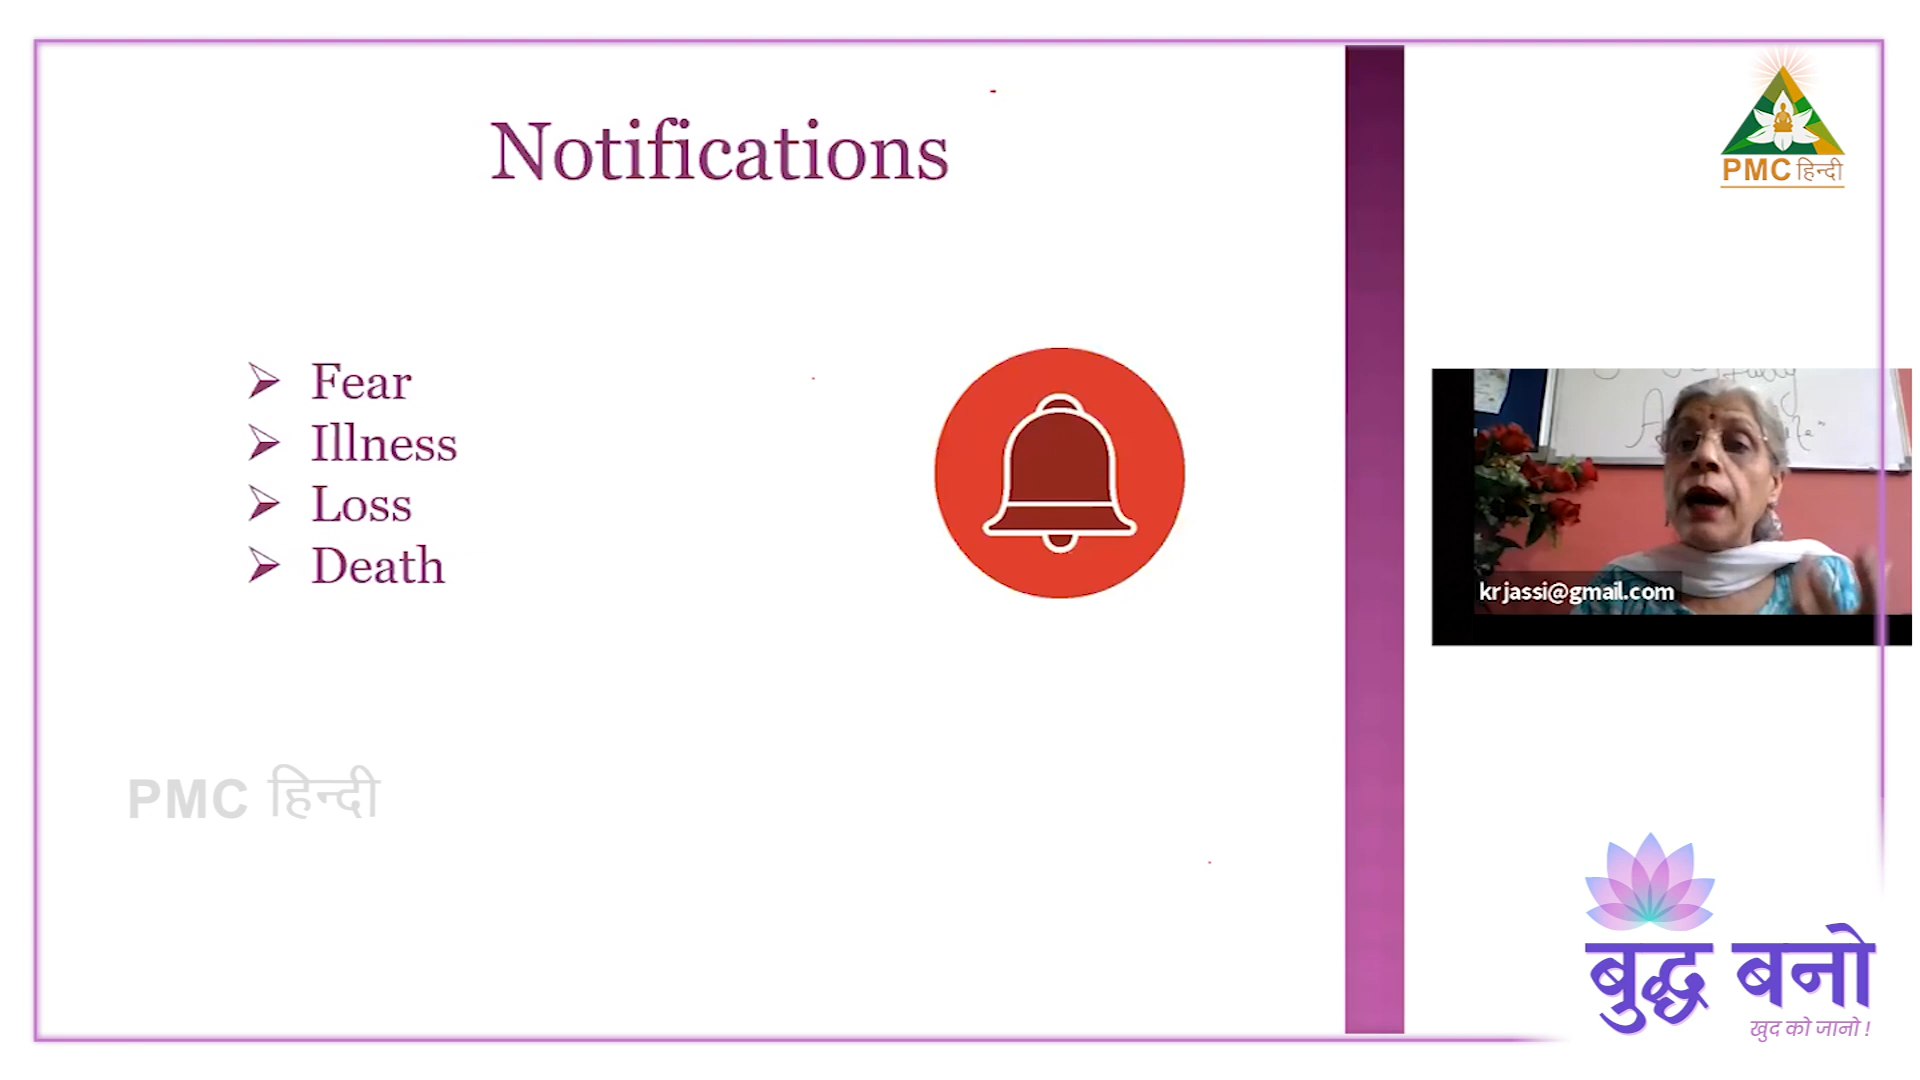 Notifications
PMC हिन्दी
Fear
Illness
Loss
Death
krjassi@gmail.com
PMC हिन्दी
बुद्ध बनो
खुद को जानो !